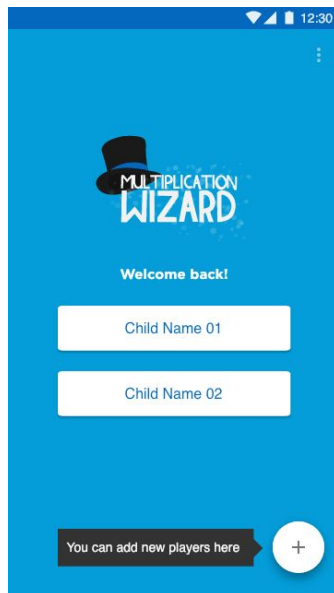 12:30
MULTIPLICATION
WIZARD
Welcome back!
Child Name 01
Child Name 02
You can add new players here
+